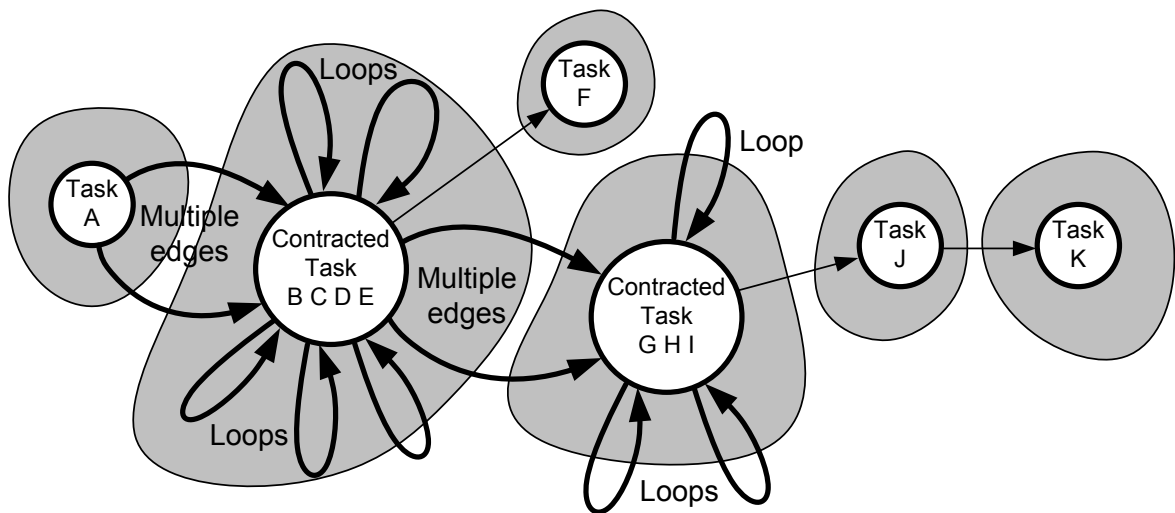 Loops
Task
F
Loop
Task
A
Multiple
edges
Contracted
Task
B C D E
Multiple
edges
Contracted
Task
G H I
Task
J
Task
K
Loops
Loops